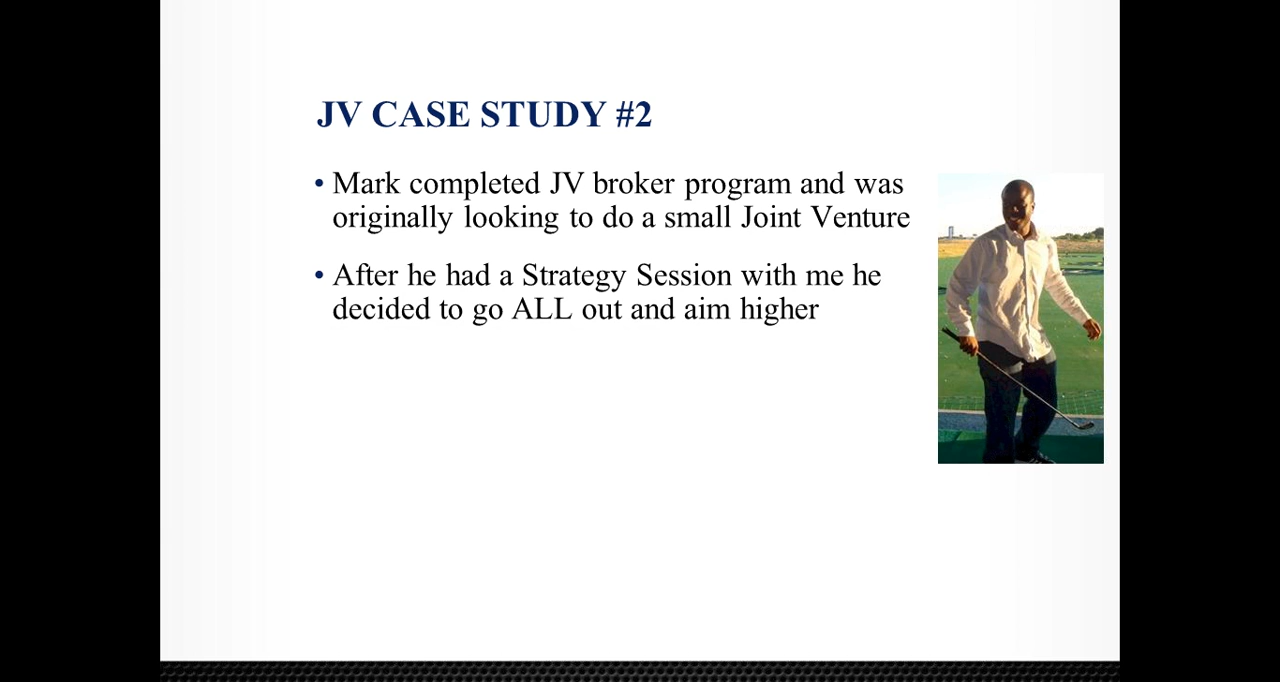 JV CASE STUDY #2
• Mark completed JV broker program and was
originally looking to do a small Joint Venture
• After he had a Strategy Session with me he
decided to go ALL out and aim higher